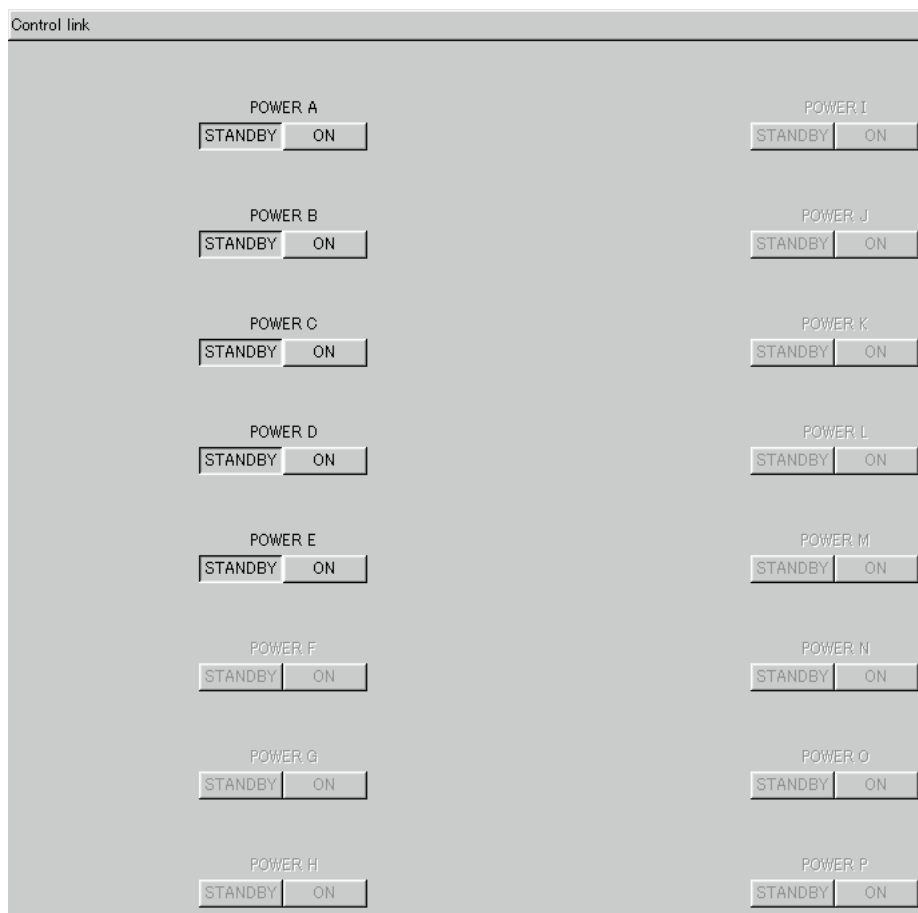 Control link
POWER A
STANDBY ON
POWER B
STANDBY ON
POWER C
STANDBY ON
POWER D
STANDBY ON
POWER E
STANDBY ON
POWER F
STANDBY ON
POWER G
STANDBY ON
POWER H
STANDBY ON
POWER I
STANDBY ON
POWER J
STANDBY ON
POWER K
STANDBY ON
POWER L
STANDBY ON
POWER M
STANDBY ON
POWER N
STANDBY ON
POWER O
STANDBY ON
POWER P
STANDBY ON